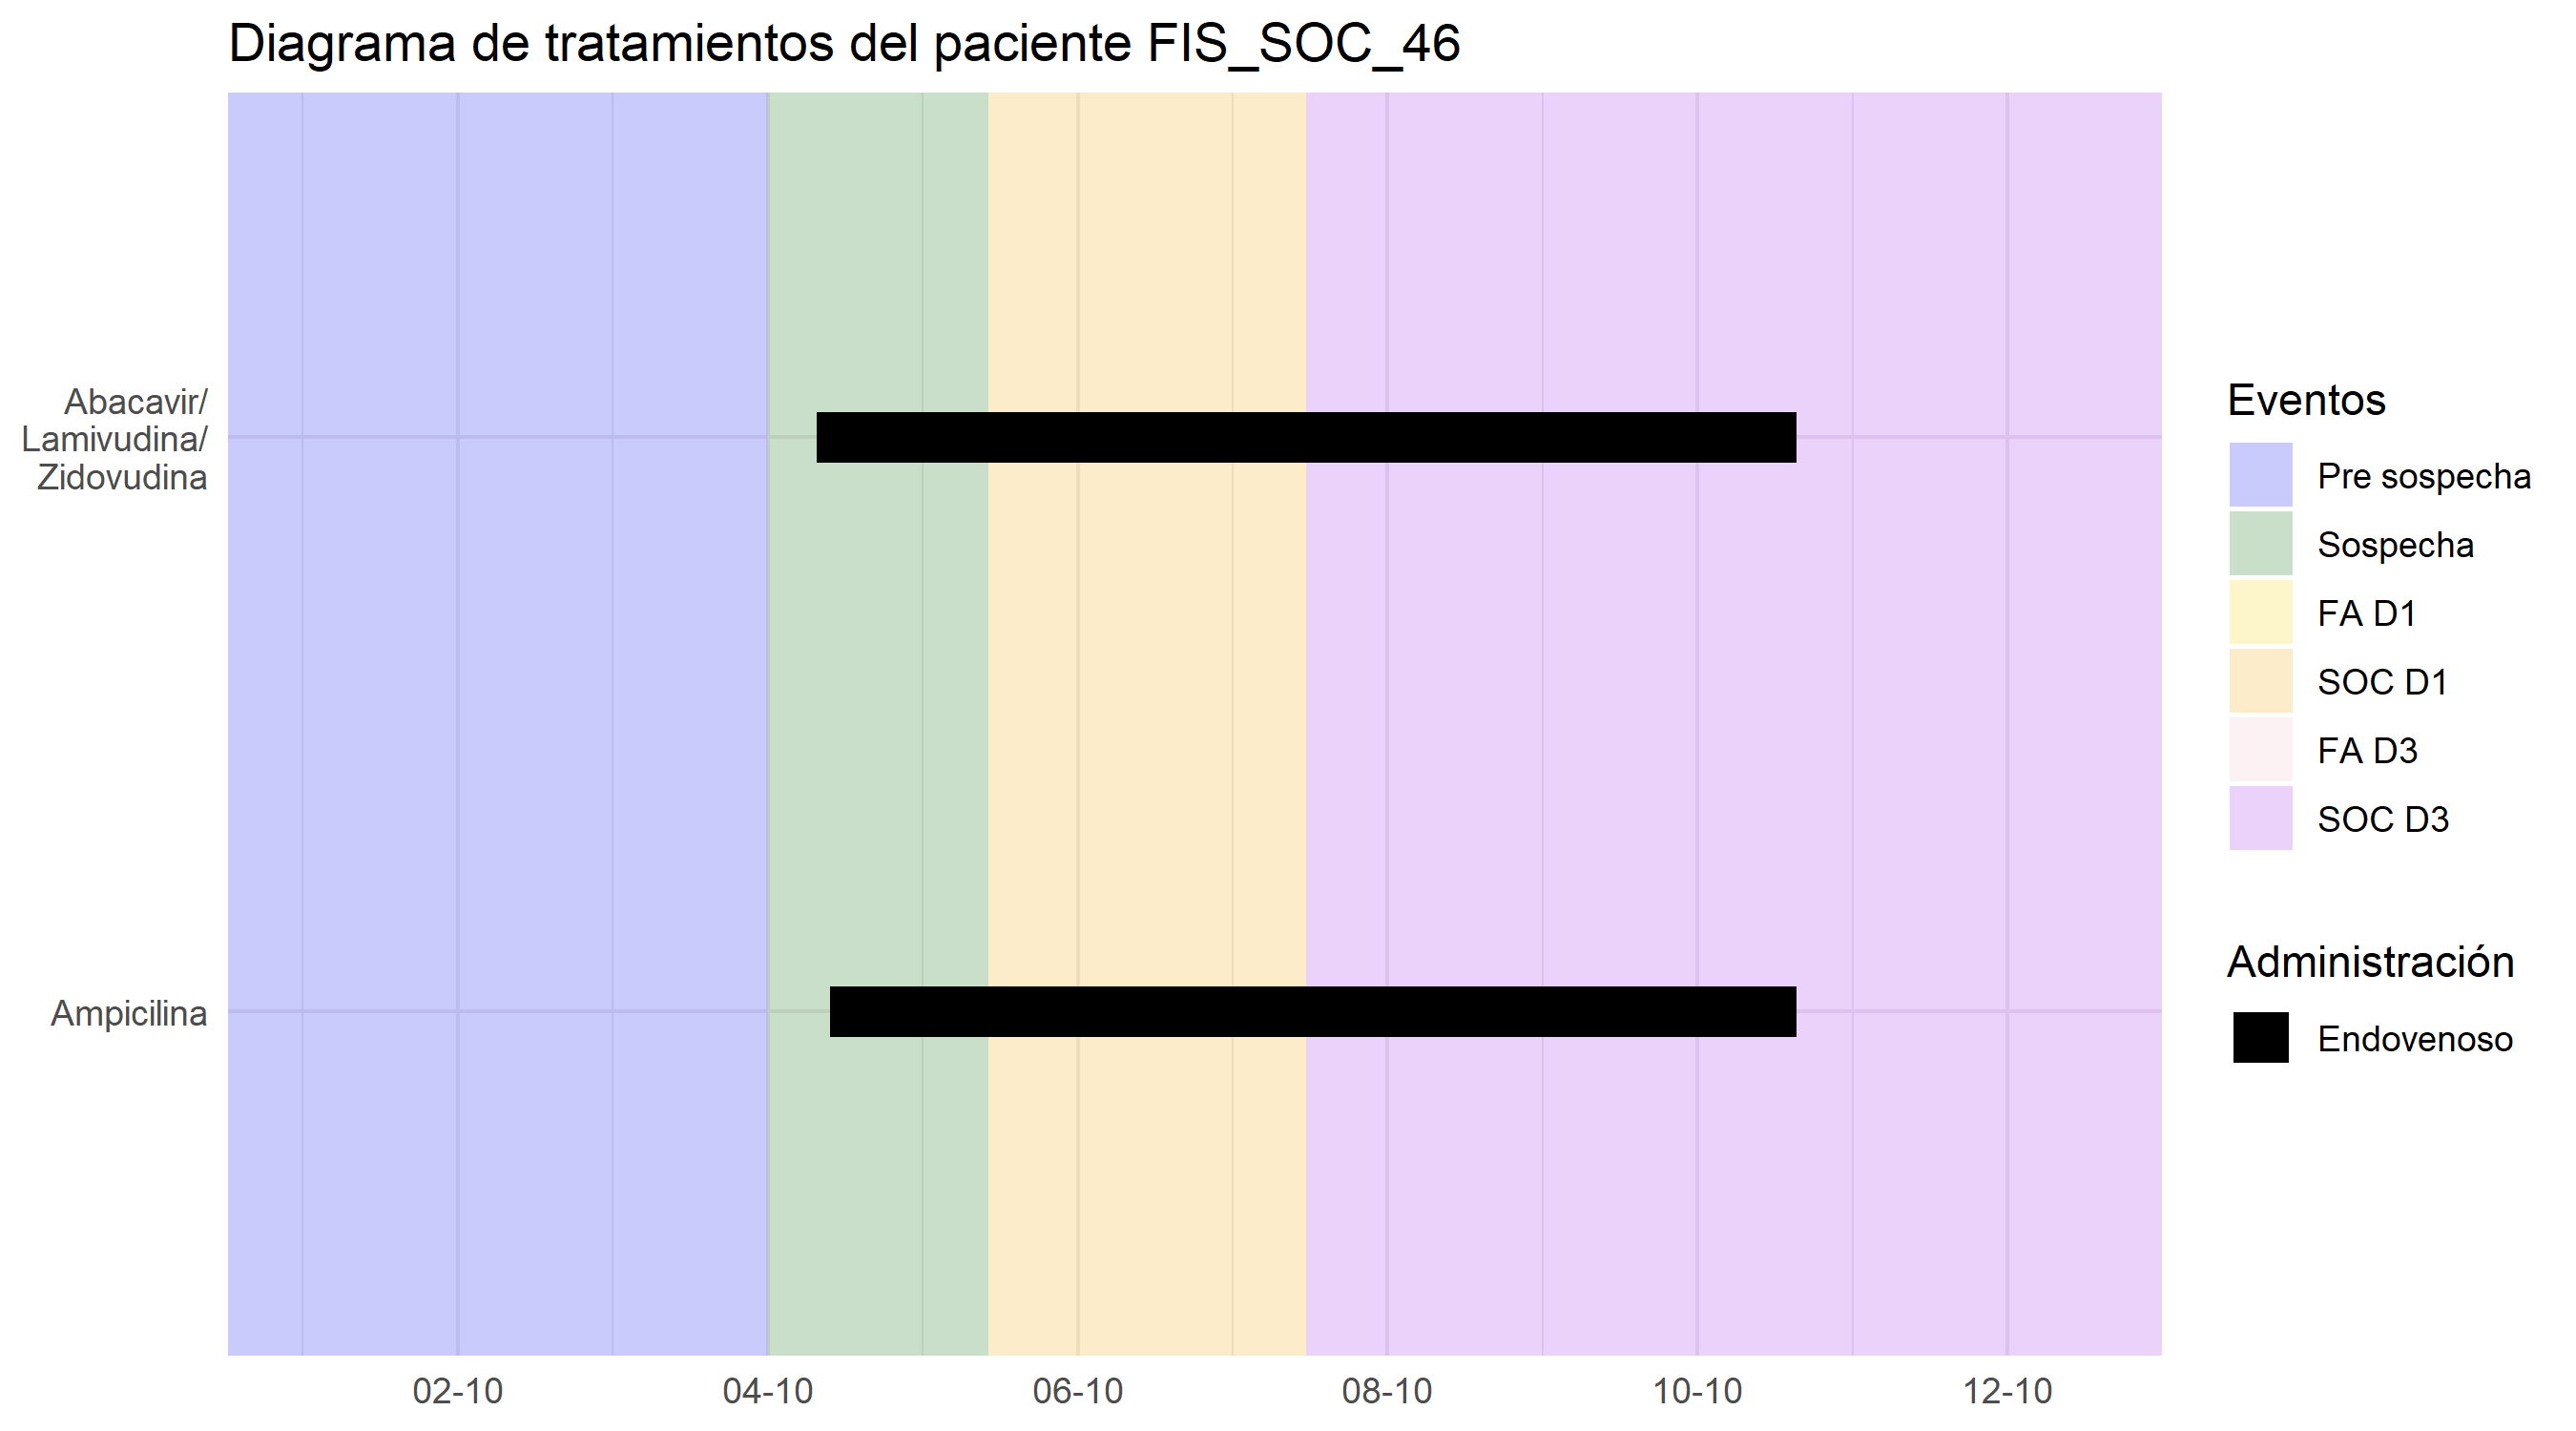 Diagrama de tratamientos del paciente FIS_SOC_46
Abacavir/
Lamivudina/
Zidovudina
Ampicilina
02-10
04-10
06-10
08-10
10-10
12-10
Eventos
Pre sospecha
Sospecha
FA D1
SOC D1
FA D3
SOC D3
Administración
Endovenoso